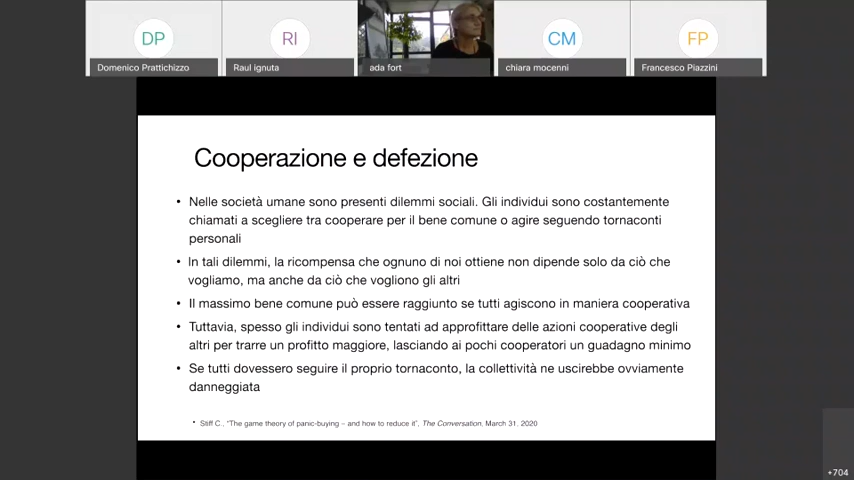 DP
RI
CM
FP
Domenico Prattichizzo
Raul ignuta
ada fort
chiara mocenni
Francesco Piazzini
Cooperazione e defezione
• Nelle società umane sono presenti dilemmi sociali. Gli individui sono costantemente
chiamati a scegliere tra cooperare per il bene comune o agire seguendo tornaconti
personali
• In tali dilemmi, la ricompensa che ognuno di noi ottiene non dipende solo da ciò che
vogliamo, ma anche da ciò che vogliono gli altri
• Il massimo bene comune può essere raggiunto se tutti agiscono in maniera cooperativa
• Tuttavia, spesso gli individui sono tentati ad approfittare delle azioni cooperative degli
altri per trarre un profitto maggiore, lasciando ai pochi cooperatori un guadagno minimo
• Se tutti dovessero seguire il proprio tornaconto, la collettività ne uscirebbe ovviamente
danneggiata
• Stiff C., “The game theory of panic-buying – and how to reduce it”, The Conversation, March 31, 2020
+704